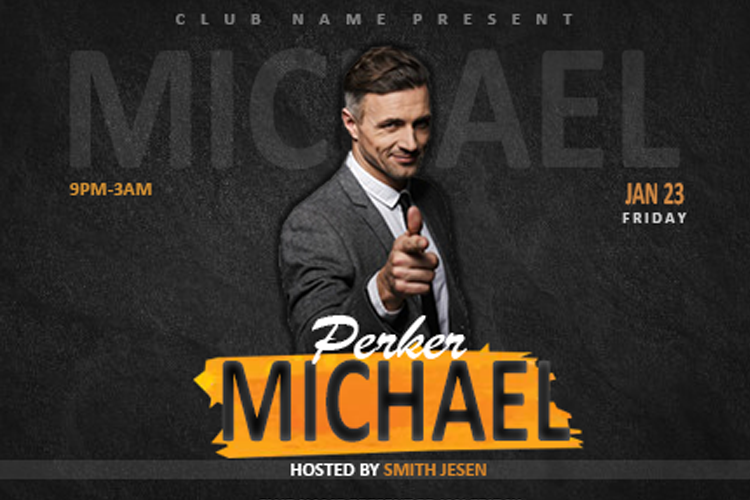 CLUB NAME PRESENT
MICHAEL
9PM-3AM
JAN 23
FRIDAY
Perker
MICHAEL
HOSTED BY SMITH JESEN